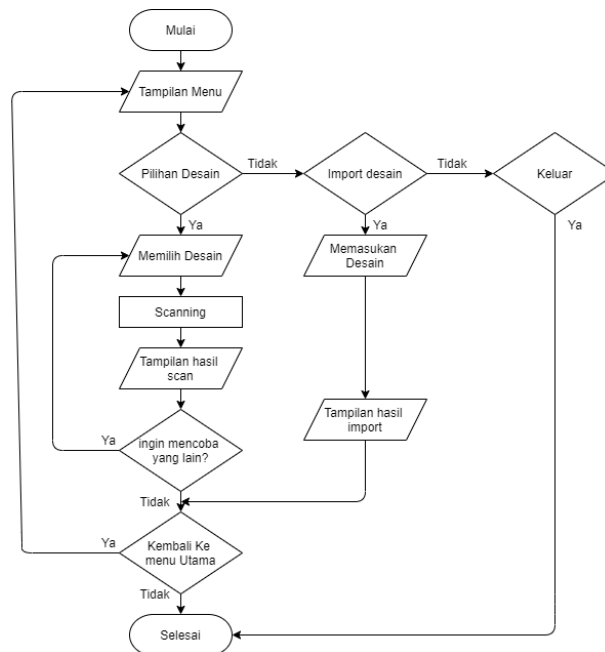 Mulai
Tampilan Menu
Pilihan Desain
Tidak
Import desain
Tidak
Keluar
Ya
Ya
Ya
Memilih Desain
Memasukan
Desain
Scanning
Tampilan hasil
scan
Tampilan hasil
import
Ya
ingin mencoba
yang lain?
Tidak
Ya
Kembali Ke
menu Utama
Tidak
Selesai